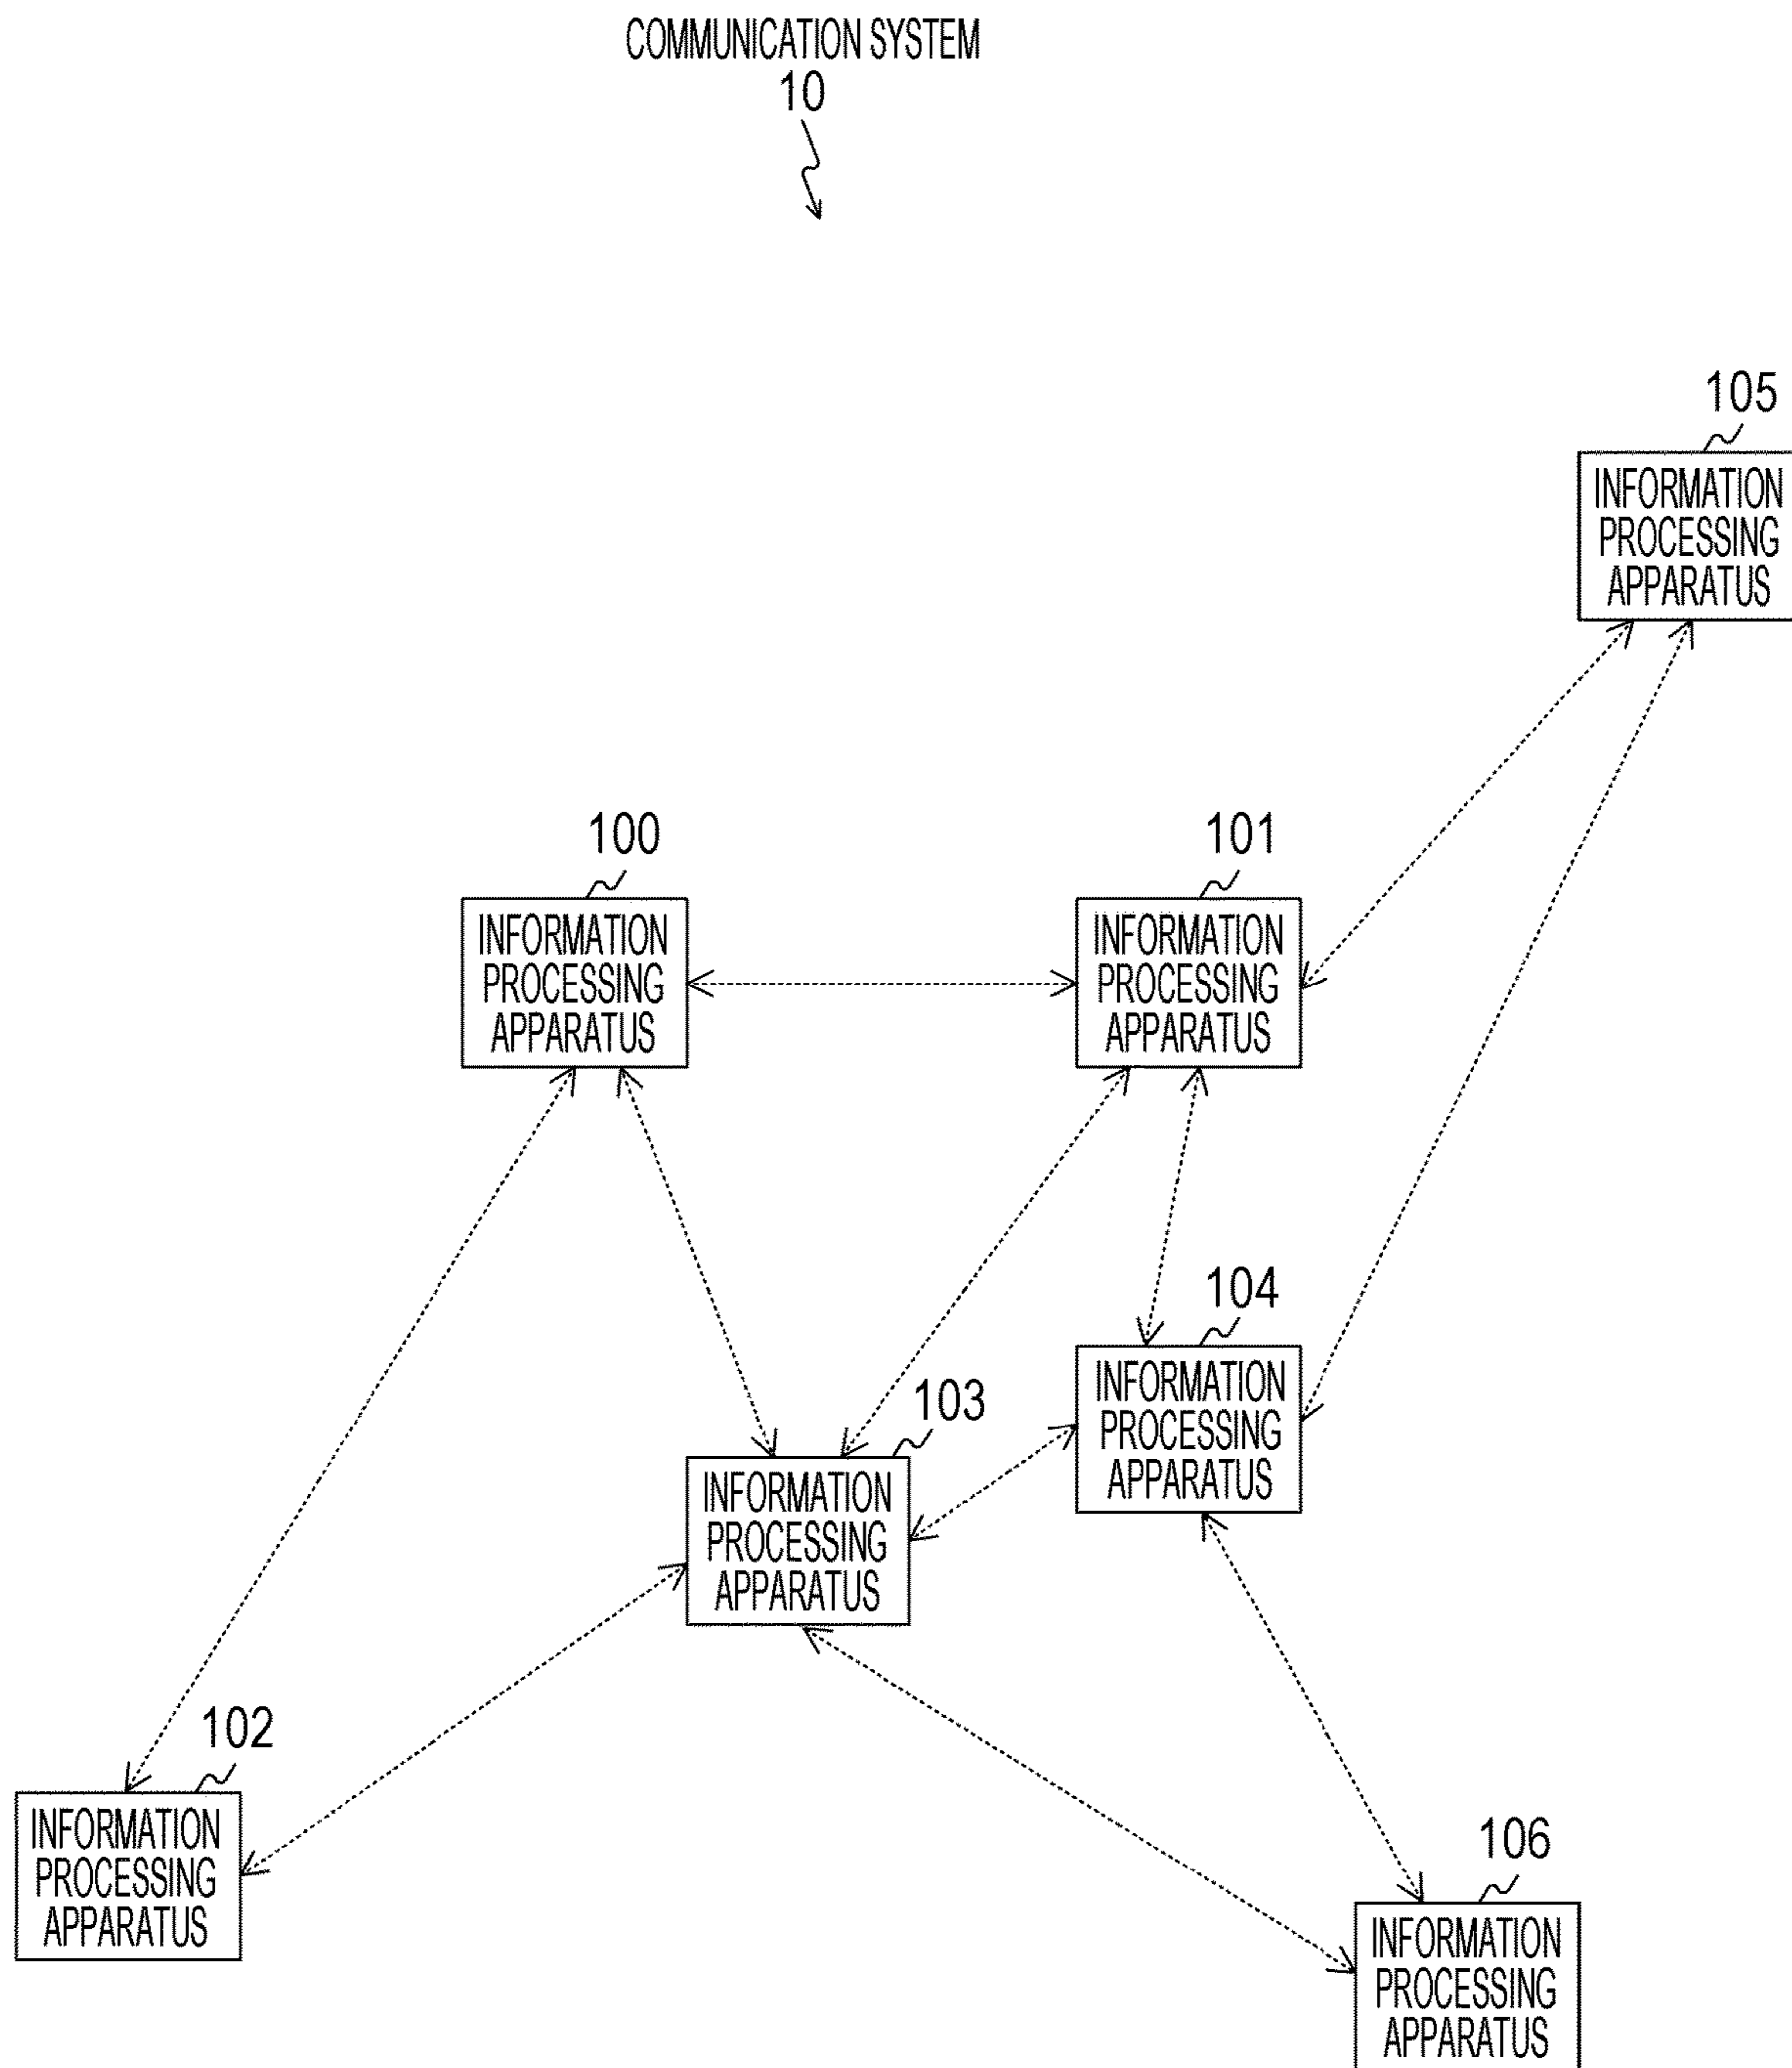 COMMUNICATION SYSTEM
10
105
INFORMATION
PROCESSING
APPARATUS
100
INFORMATION
PROCESSING
APPARATUS
101
INFORMATION
PROCESSING
APPARATUS
104
INFORMATION
PROCESSING
APPARATUS
103
INFORMATION
PROCESSING
APPARATUS
102
INFORMATION
PROCESSING
APPARATUS
106
INFORMATION
PROCESSING
APPARATUS